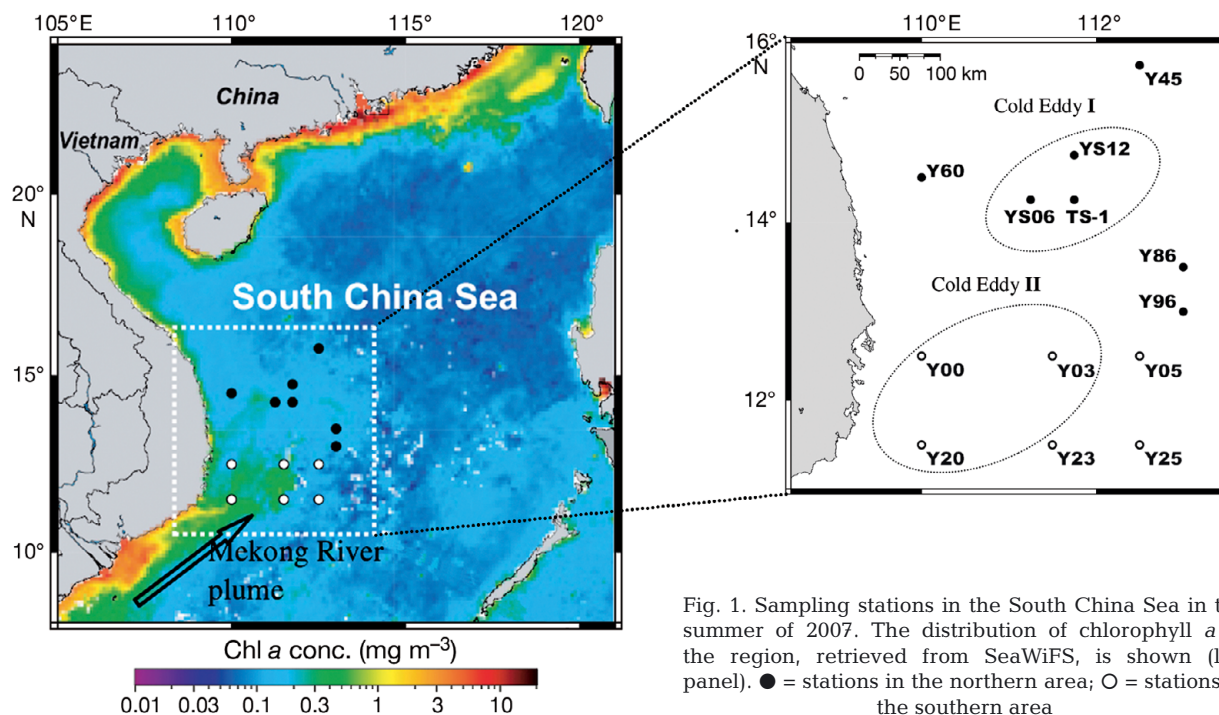 105°E 110° 115° 120°
China
Vietnam
20°
N
South China Sea
15°
10°
Mekong River
plume
Chl a conc. (mg m–3)
0.01 0.03 0.1 0.3 1 3 10
110°E 112°
16°
N
0 50 100 km
Y45
Cold Eddy I
YS12
Y60
YS06 TS-1
14°
Y86
Cold Eddy II
Y96
Y00 Y03 Y05
12°
Y20 Y23 Y25
Fig. 1. Sampling stations in the South China Sea in
summer of 2007. The distribution of chlorophyll a
the region, retrieved from SeaWiFS, is shown
panel). ● = stations in the northern area; ○ = stations
the southern area